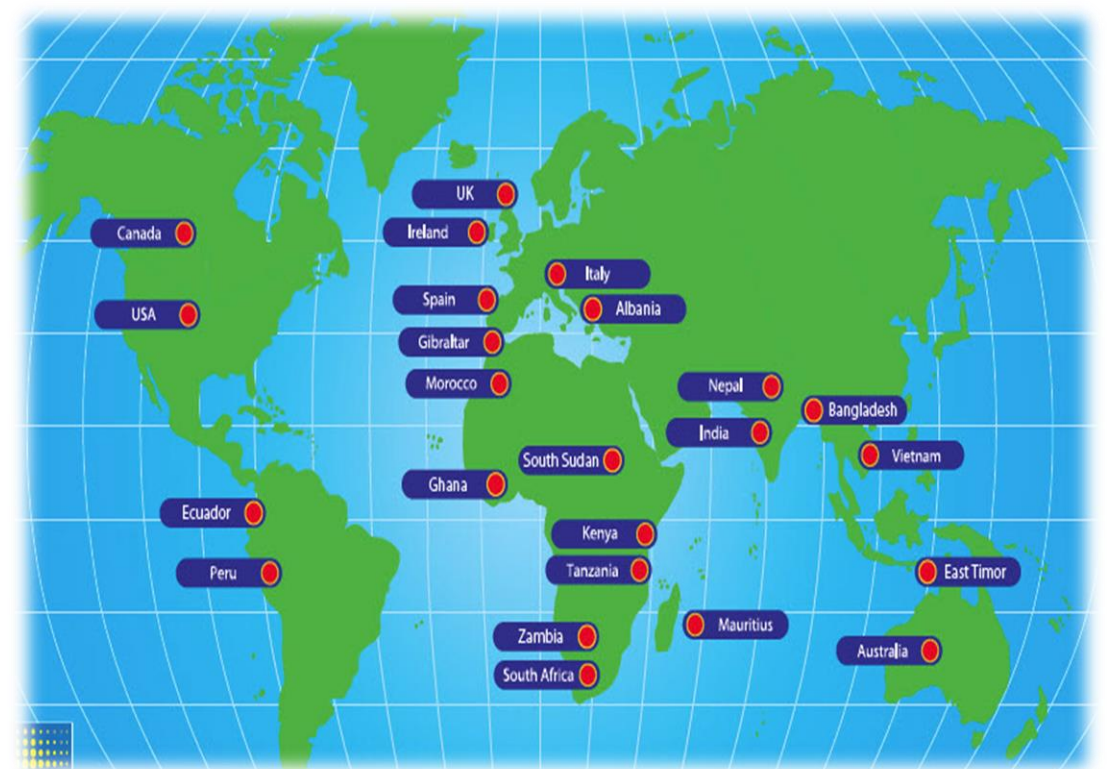 UK
Canada
Ireland
Italy
Spain
Albania
USA
Gibraltar
Morocco
Nepal
Bangladesh
India
Vietnam
South Sudan
Ghana
Ecuador
Kenya
Peru
Tanzania
East Timor
Mauritius
Zambia
Australia
South Africa